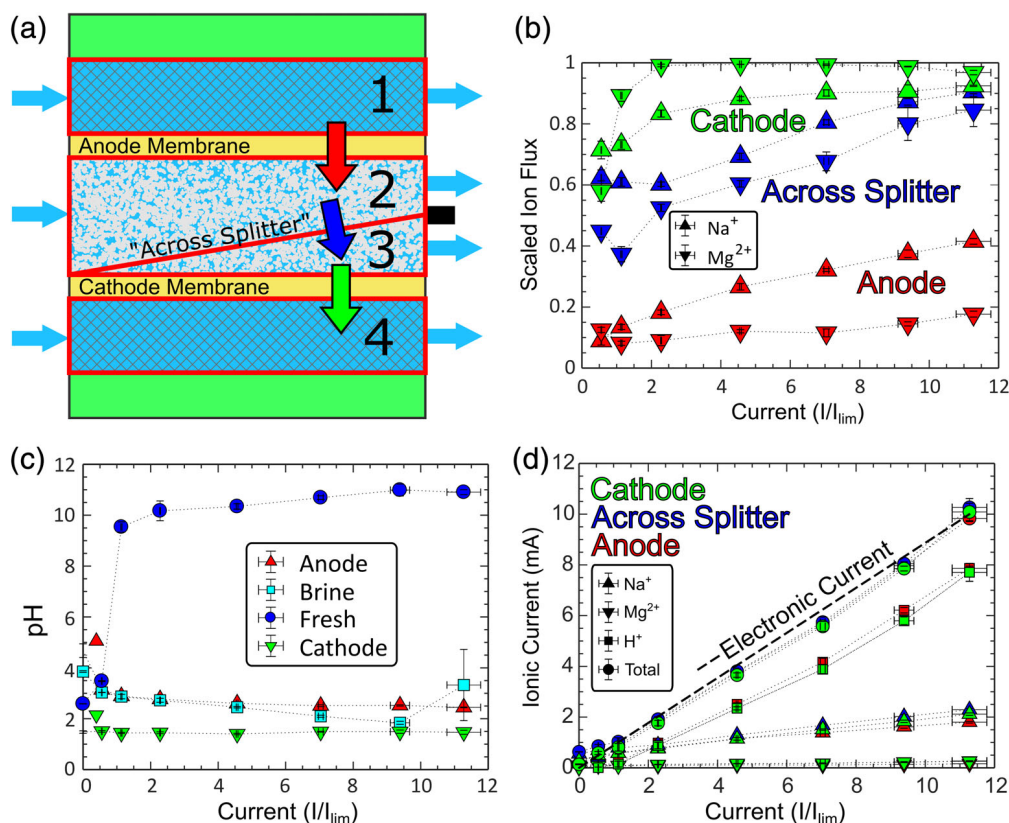 (a)
1
Anode Membrane
2
"Across Splitter"
3
Cathode Membrane
4
(b)
1
0.8
0.6
0.4
0.2
0
Scaled Ion Flux
Cathode
Across Splitter
Anode
Na⁺
Mg²⁺
0 2 4 6 8 10 12
Current (I/Iₗᵢₘ)
(c)
12
10
8
6
4
2
0
pH
Anode
Brine
Fresh
Cathode
0 2 4 6 8 10 12
Current (I/Iₗᵢₘ)
(d)
12
10
8
6
4
2
0
Ionic Current (mA)
Cathode
Across Splitter
Anode
Na⁺
Mg²⁺
H⁺
Total
Electronic Current
0 2 4 6 8 10 12
Current (I/Iₗᵢₘ)